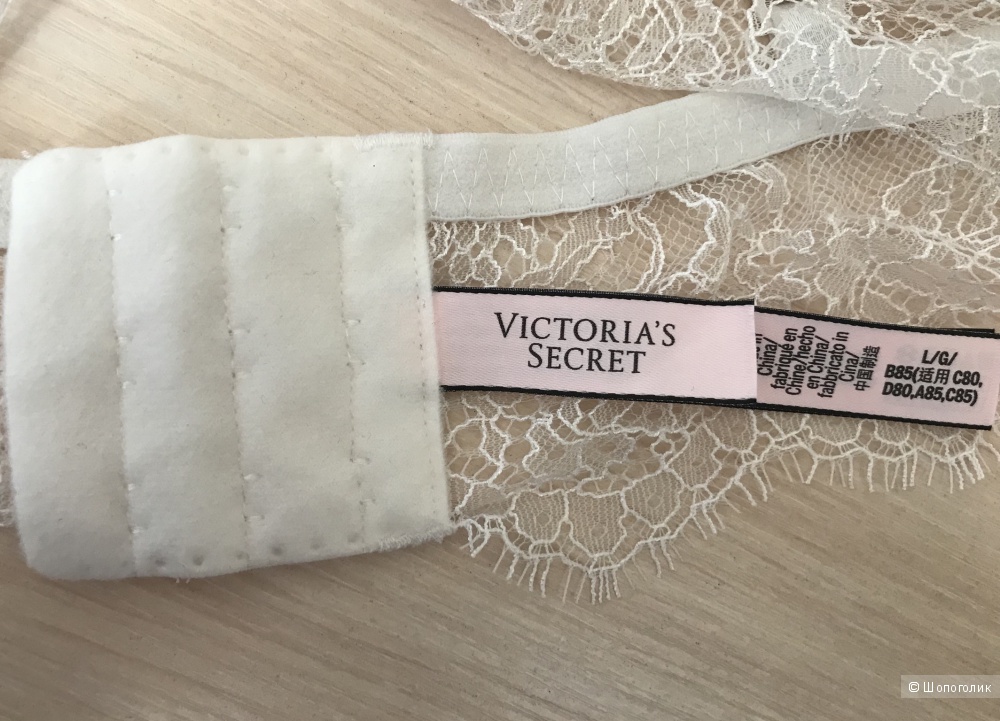 VICTORIA'S
SECRET
China/
fabriqué en
Chine/hecho
en China/
fabbricato in
Cina/
中国制造
L/G/
B85(适用 C80,
D80,A85,C85)
© Шопоголик